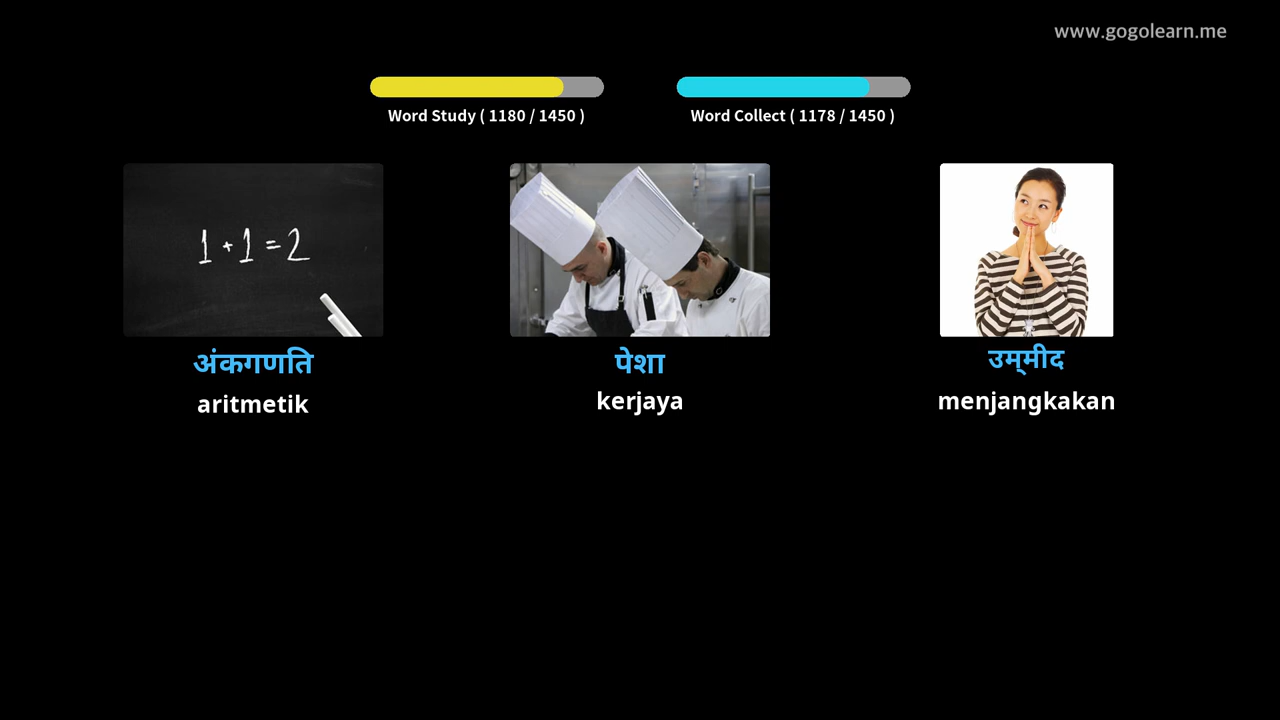 www.gogolearn.me
Word Study ( 1180 / 1450 )
Word Collect ( 1178 / 1450 )
1 + 1 = 2
अंकगणति
पेशा
उम्‌मीद
aritmetik
kerjaya
menjangkakan